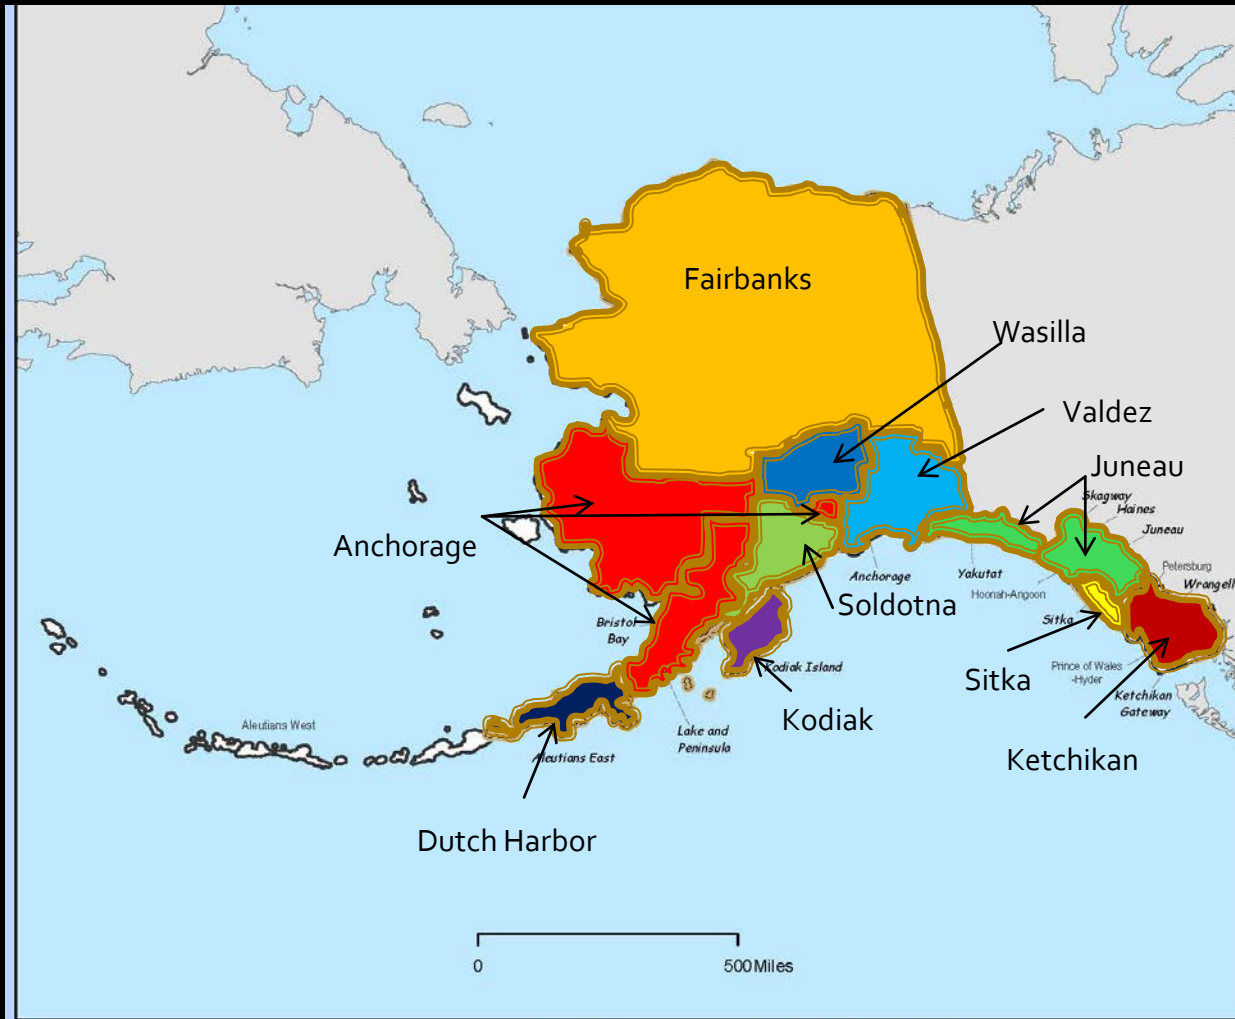 Fairbanks
Wasilla
Valdez
Juneau
Skagway
Haines
Juneau
Anchorage
Petersburg
Wrangell
Anchorage
Yakutat
Hoonah-Angoon
Soldotna
Bristol
Bay
Sitka
Kodiak Island
Prince of Wales
-Hyder
Sitka
Ketchikan
Gateway
Kodiak
Aleutians West
Lake and
Peninsula
Aleutians East
Ketchikan
Dutch Harbor
0
500 Miles